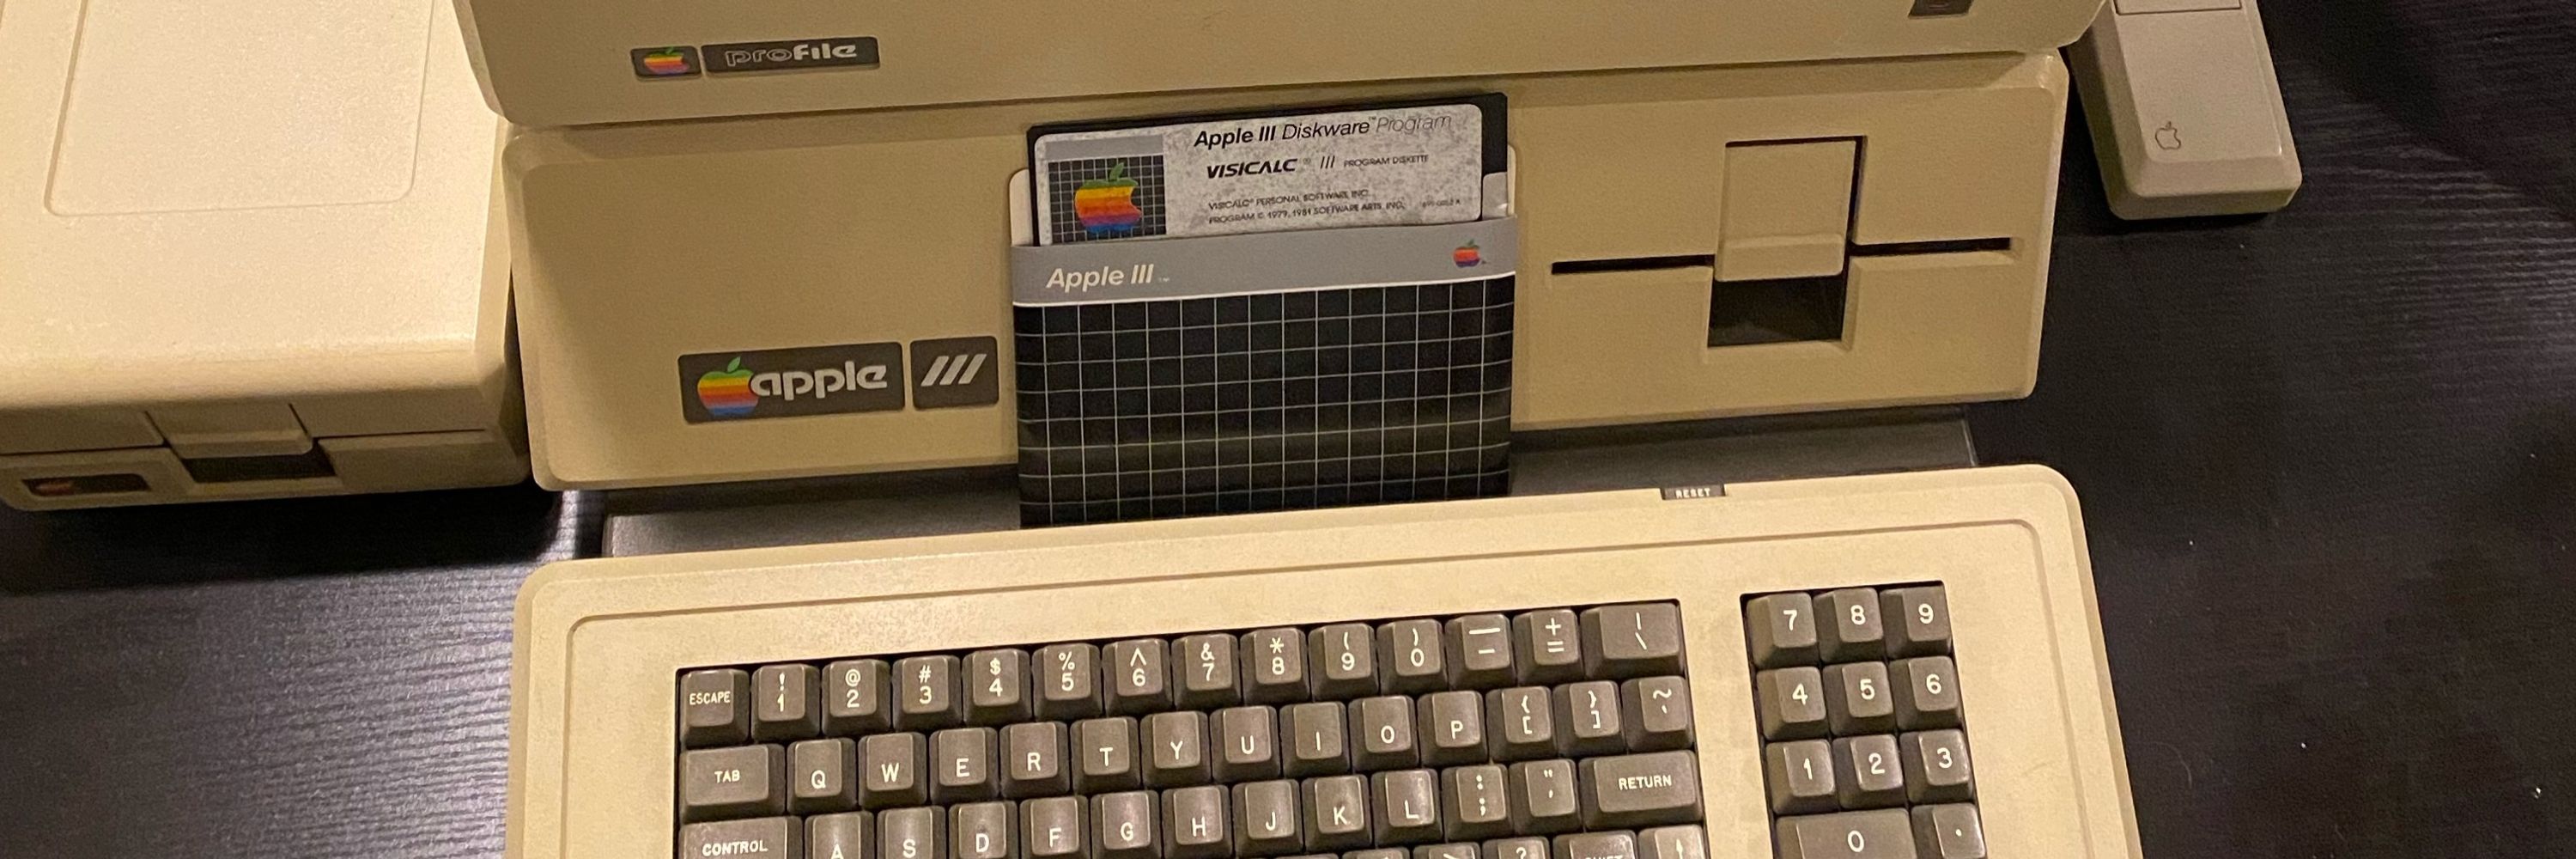 profile
Apple III Diskware™ Program
VISICALC® /// PROGRAM DISKETTE
VISICALC® PERSONAL SOFTWARE, INC.
PROGRAM © 1979, 1981 SOFTWARE ARTS, INC.
Apple III
apple ///
RESET
ESCAPE ! 1 @ 2 # 3 $ 4 % 5 ^ 6 & 7 * 8 ( 9 ) 0 — - + = | \ 7 8 9
TAB Q W E R T Y U I O P { [ } ] ~ ` 4 5 6
CONTROL A S D F G H J K L : ; " ' RETURN 1 2 3
> ? 0 .